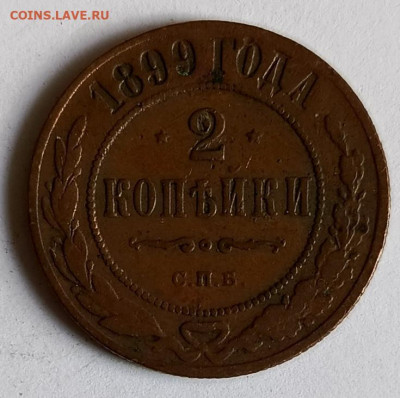 COINS.LAVE.RU
1899 ГОДА
2
КОПѢЙКИ
С.П.Б.